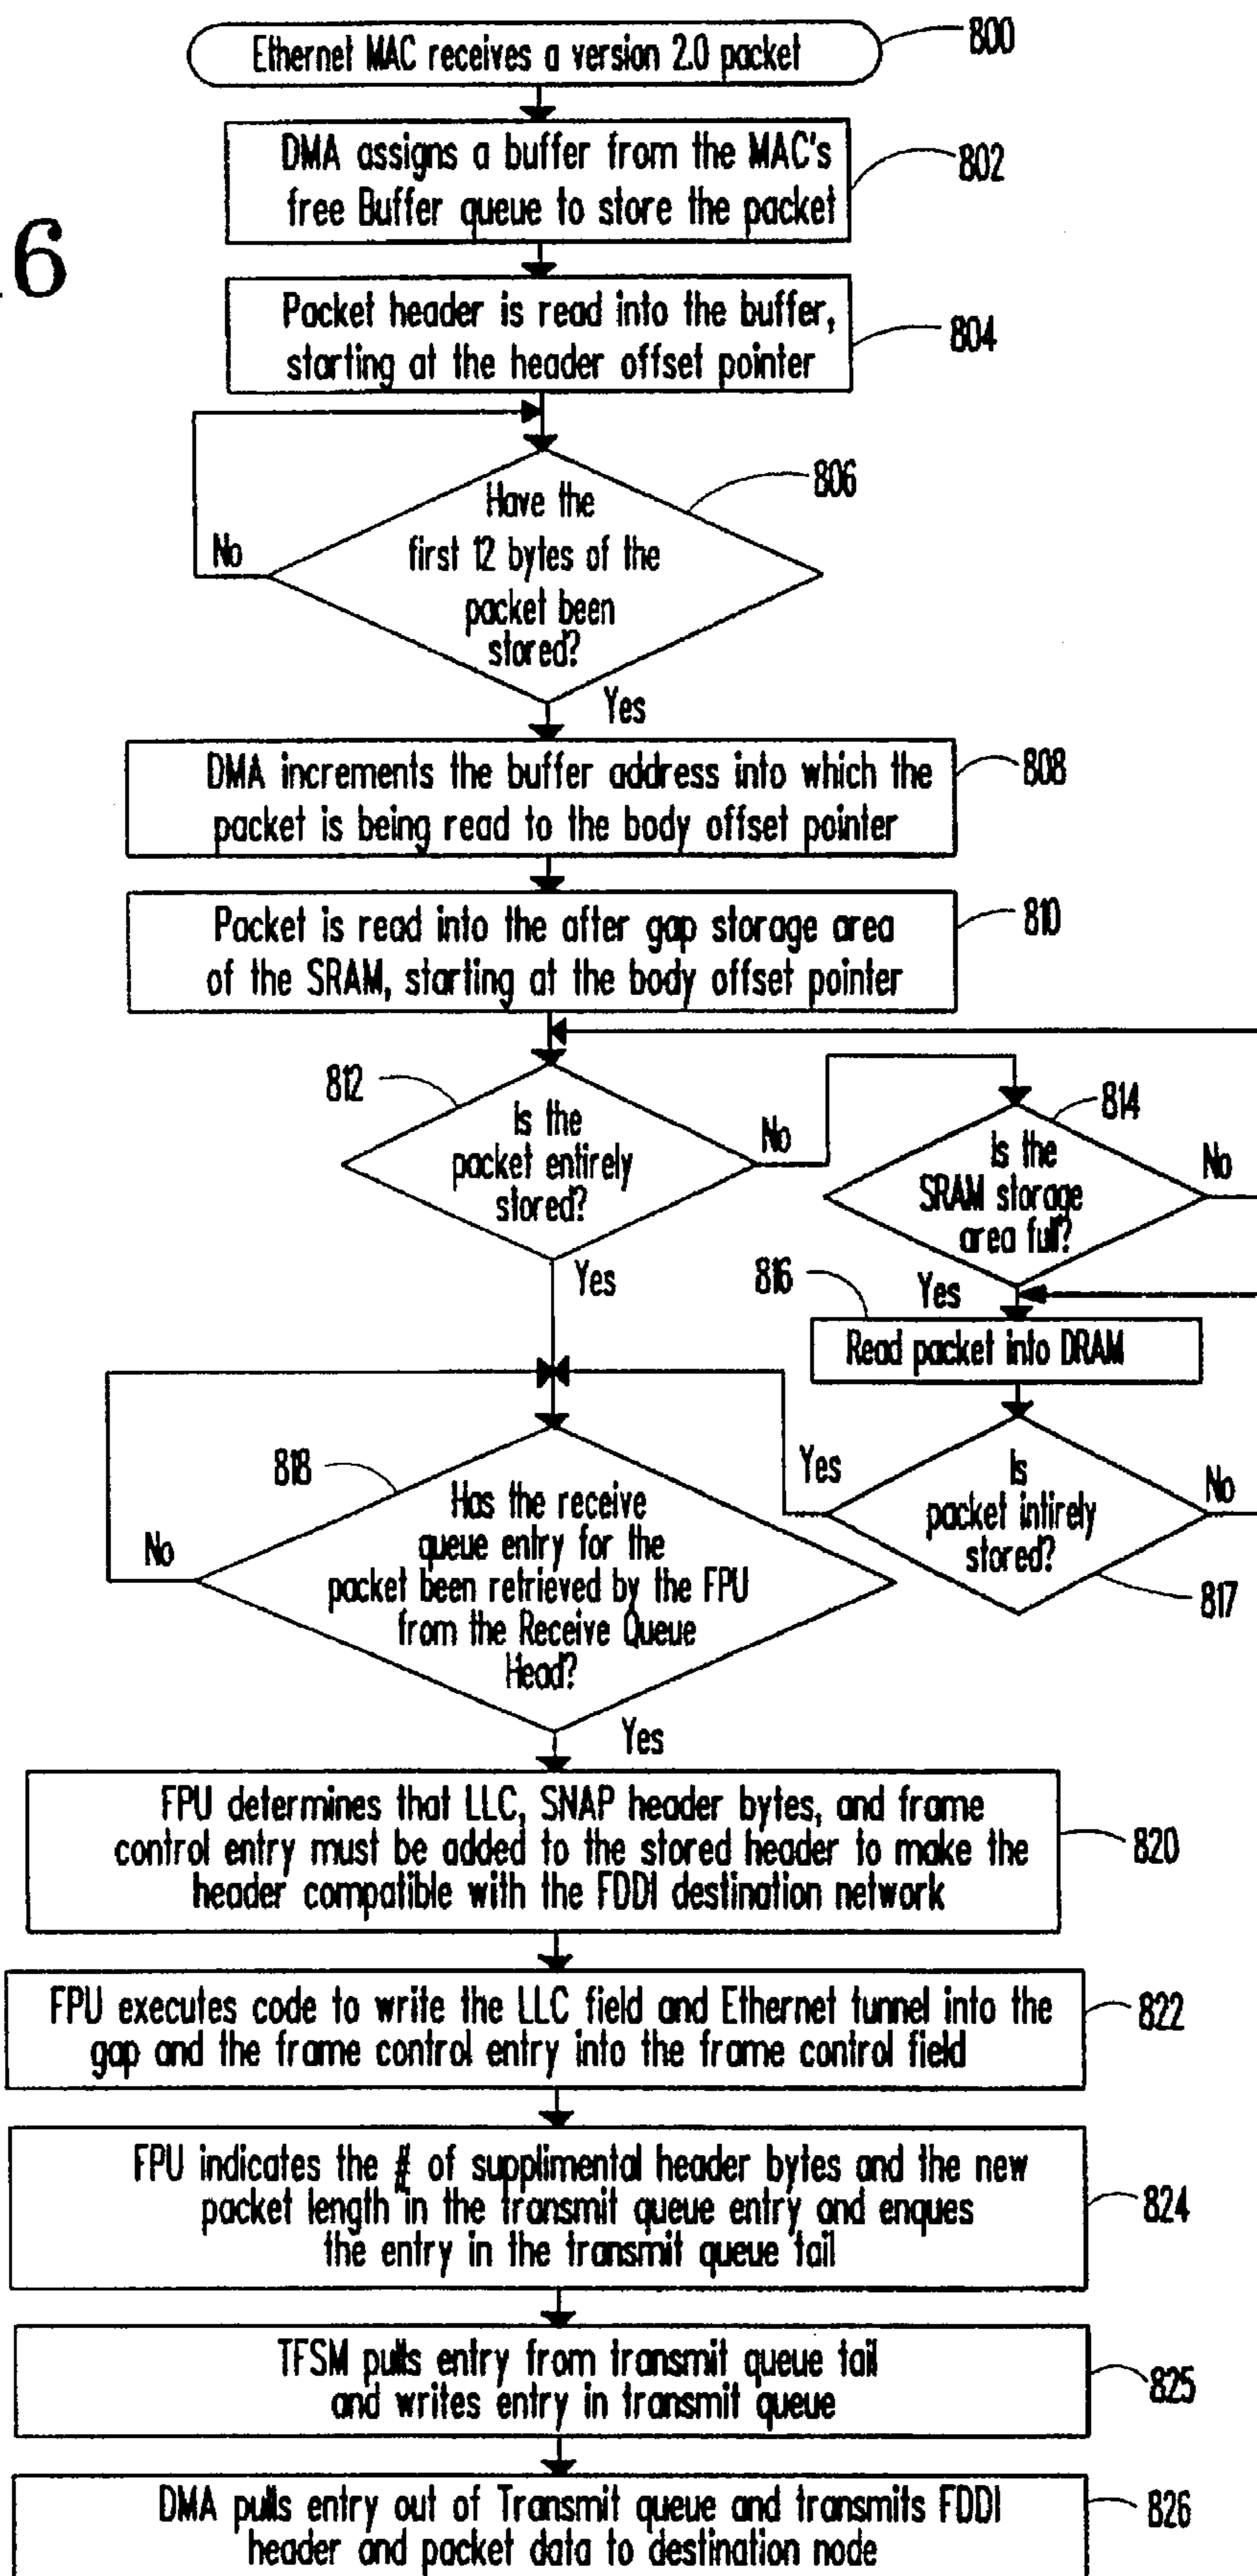 Ethernet MAC receives a version 2.0 packet
800
DMA assigns a buffer from the MAC's
free Buffer queue to store the packet
802
16
Packet header is read into the buffer,
starting at the header offset pointer
804
806
Have the
first 12 bytes of the
packet been
stored?
No
Yes
DMA increments the buffer address into which the
packet is being read to the body offset pointer
808
Packet is read into the after gap storage area
of the SRAM, starting at the body offset pointer
810
812
Is the
packet entirely
stored?
No
Yes
814
Is the
SRAM storage
area full?
No
Yes
816
Read packet into DRAM
Is
packet intirely
stored?
Yes
No
817
818
Has the receive
queue entry for the
packet been retrieved by the FPU
from the Receive Queue
Head?
No
Yes
FPU determines that LLC, SNAP header bytes, and frame
control entry must be added to the stored header to make the
header compatible with the FDDI destination network
820
FPU executes code to write the LLC field and Ethernet tunnel into the
gap and the frame control entry into the frame control field
822
FPU indicates the # of supplimental header bytes and the new
packet length in the transmit queue entry and enques
the entry in the transmit queue tail
824
TFSM pulls entry from transmit queue tail
and writes entry in transmit queue
825
DMA pulls entry out of Transmit queue and transmits FDDI
header and packet data to destination node
826